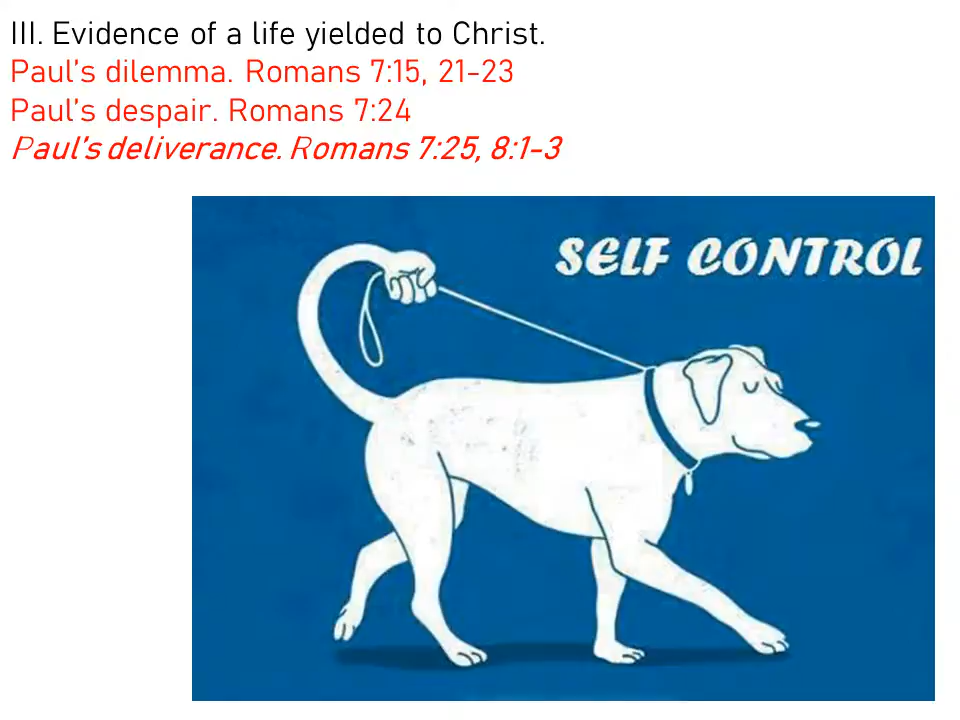 III. Evidence of a life yielded to Christ.
Paul's dilemma. Romans 7:15, 21-23
Paul's despair. Romans 7:24
Paul's deliverance. Romans 7:25, 8:1-3
SELF CONTROL